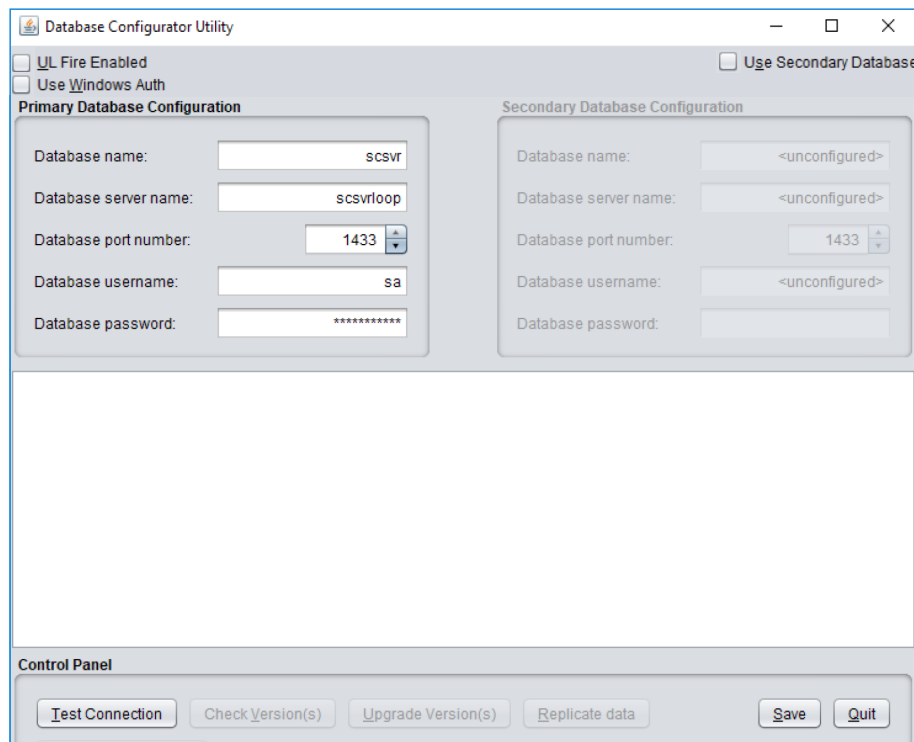 Database Configurator Utility
UL Fire Enabled
Use Secondary Database
Use Windows Auth
Primary Database Configuration
Database name: scsvr
Database server name: scsvrloop
Database port number: 1433
Database username: sa
Database password: ***********
Secondary Database Configuration
Database name: <unconfigured>
Database server name: <unconfigured>
Database port number: 1433
Database username: <unconfigured>
Database password:
Control Panel
Test Connection Check Version(s) Upgrade Version(s) Replicate data Save Quit